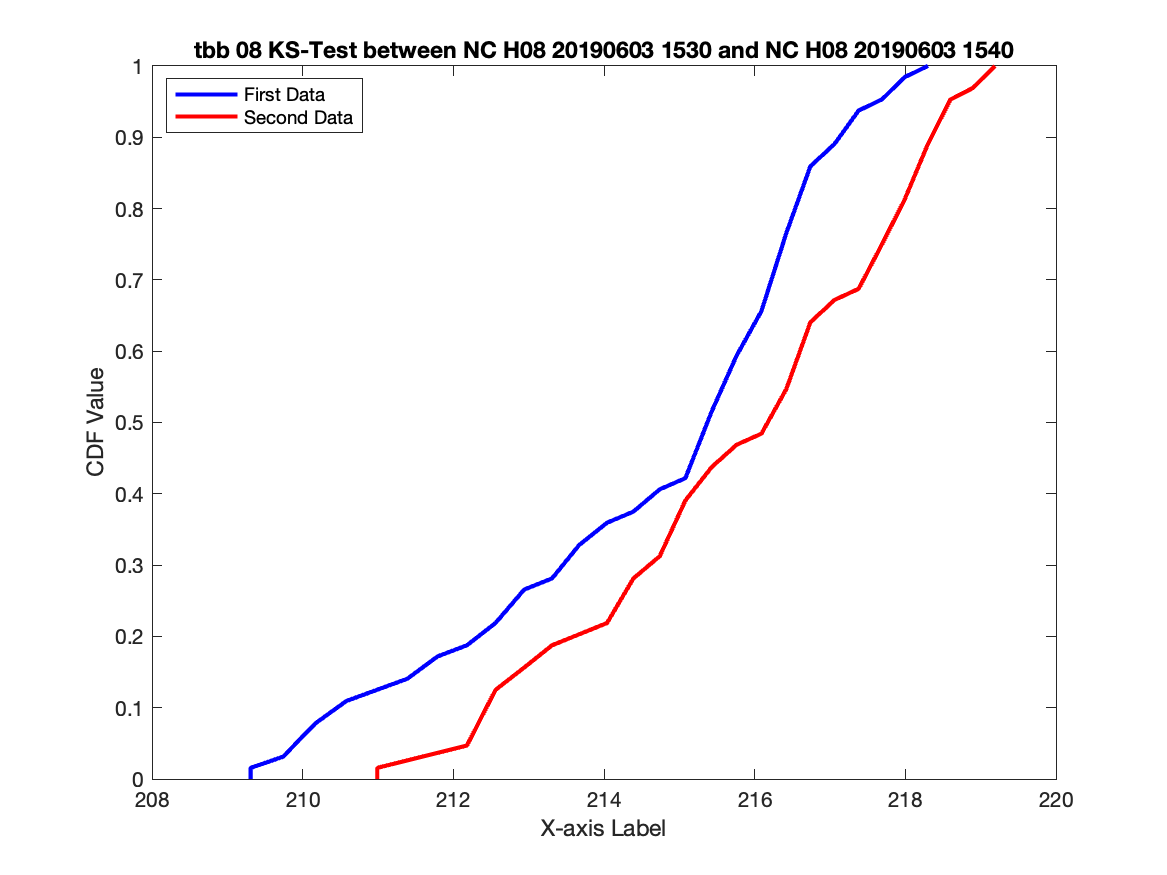 tbb 08 KS-Test between NC H08 20190603 1530 and NC H08 20190603 1540
First Data
Second Data
1
0.9
0.8
0.7
0.6
0.5
0.4
0.3
0.2
0.1
0
CDF Value
208 210 212 214 216 218 220
X-axis Label